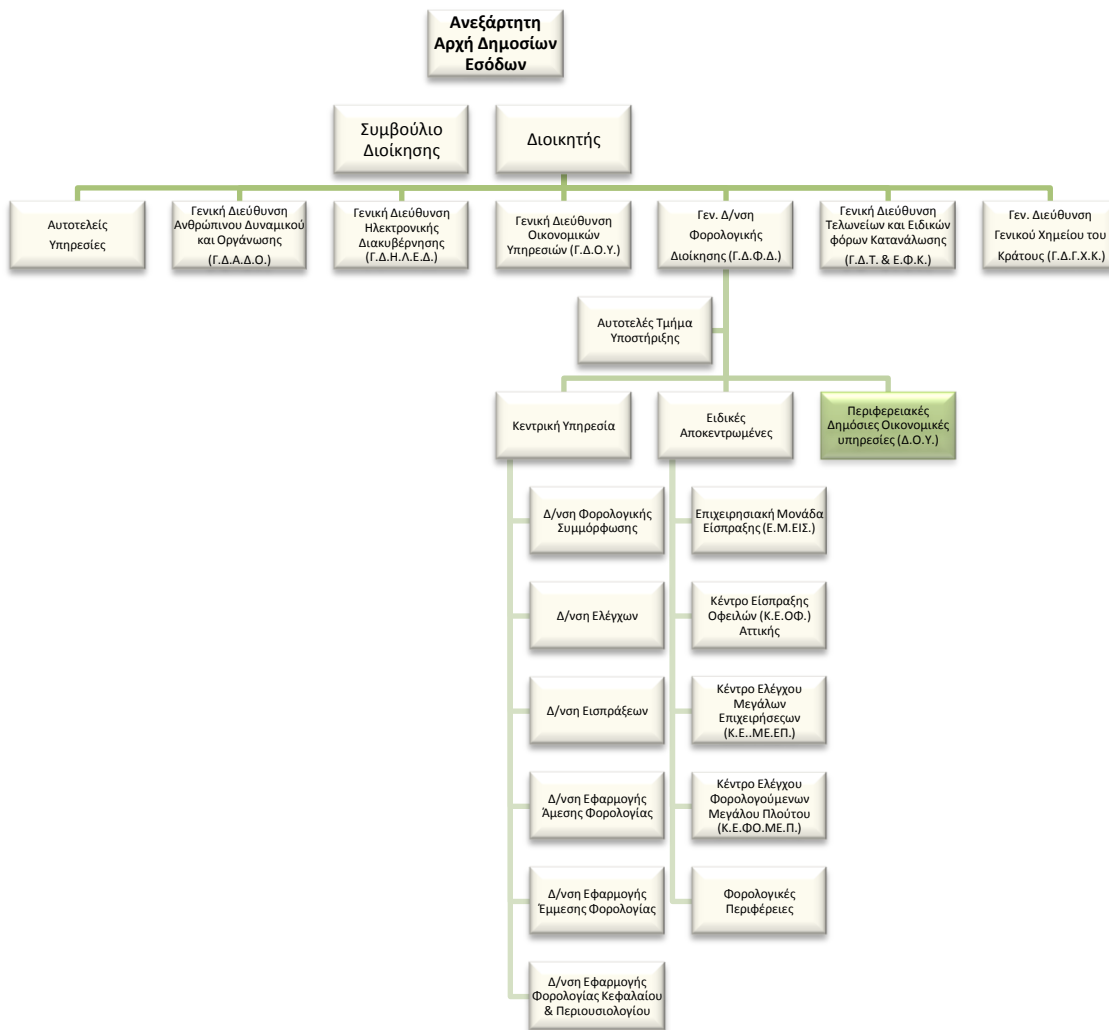 Ανεξάρτητη
Αρχή Δημοσίων
Εσόδων
Συμβούλιο
Διοίκησης
Διοικητής
Αυτοτελείς
Υπηρεσίες
Γενική Διεύθυνση
Ανθρώπινου Δυναμικού
και Οργάνωσης
(Γ.Δ.Α.Δ.Ο.)
Γενική Διεύθυνση
Ηλεκτρονικής
Διακυβέρνησης
(Γ.Δ.Η.Λ.Ε.Δ.)
Γενική Διεύθυνση
Οικονομικών
Υπηρεσιών (Γ.Δ.Ο.Υ.)
Γεν. Δ/νση
Φορολογικής
Διοίκησης (Γ.Δ.Φ.Δ.)
Γενική Διεύθυνση
Τελωνείων και Ειδικών
φόρων Κατανάλωσης
(Γ.Δ.Τ. & Ε.Φ.Κ.)
Γεν. Διεύθυνση
Γενικού Χημείου του
Κράτους (Γ.Δ.Γ.Χ.Κ.)
Αυτοτελές Τμήμα
Υποστήριξης
Κεντρική Υπηρεσία
Ειδικές
Αποκεντρωμένες
Περιφερειακές
Δημόσιες Οικονομικές
υπηρεσίες (Δ.Ο.Υ.)
Δ/νση Φορολογικής
Συμμόρφωσης
Δ/νση Ελέγχων
Δ/νση Εισπράξεων
Δ/νση Εφαρμογής
Άμεσης Φορολογίας
Δ/νση Εφαρμογής
Έμμεσης Φορολογίας
Δ/νση Εφαρμογής
Φορολογίας Κεφαλαίου
& Περιουσιολογίου
Επιχειρησιακή Μονάδα
Είσπραξης (Ε.Μ.ΕΙΣ.)
Κέντρο Είσπραξης
Οφειλών (Κ.Ε.ΟΦ.)
Αττικής
Κέντρο Ελέγχου
Μεγάλων
Επιχειρήσεςων
(Κ.Ε..ΜΕ.ΕΠ.)
Κέντρο Ελέγχου
Φορολογούμενων
Μεγάλου Πλούτου
(Κ.Ε.ΦΟ.ΜΕ.Π.)
Φορολογικές
Περιφέρειες